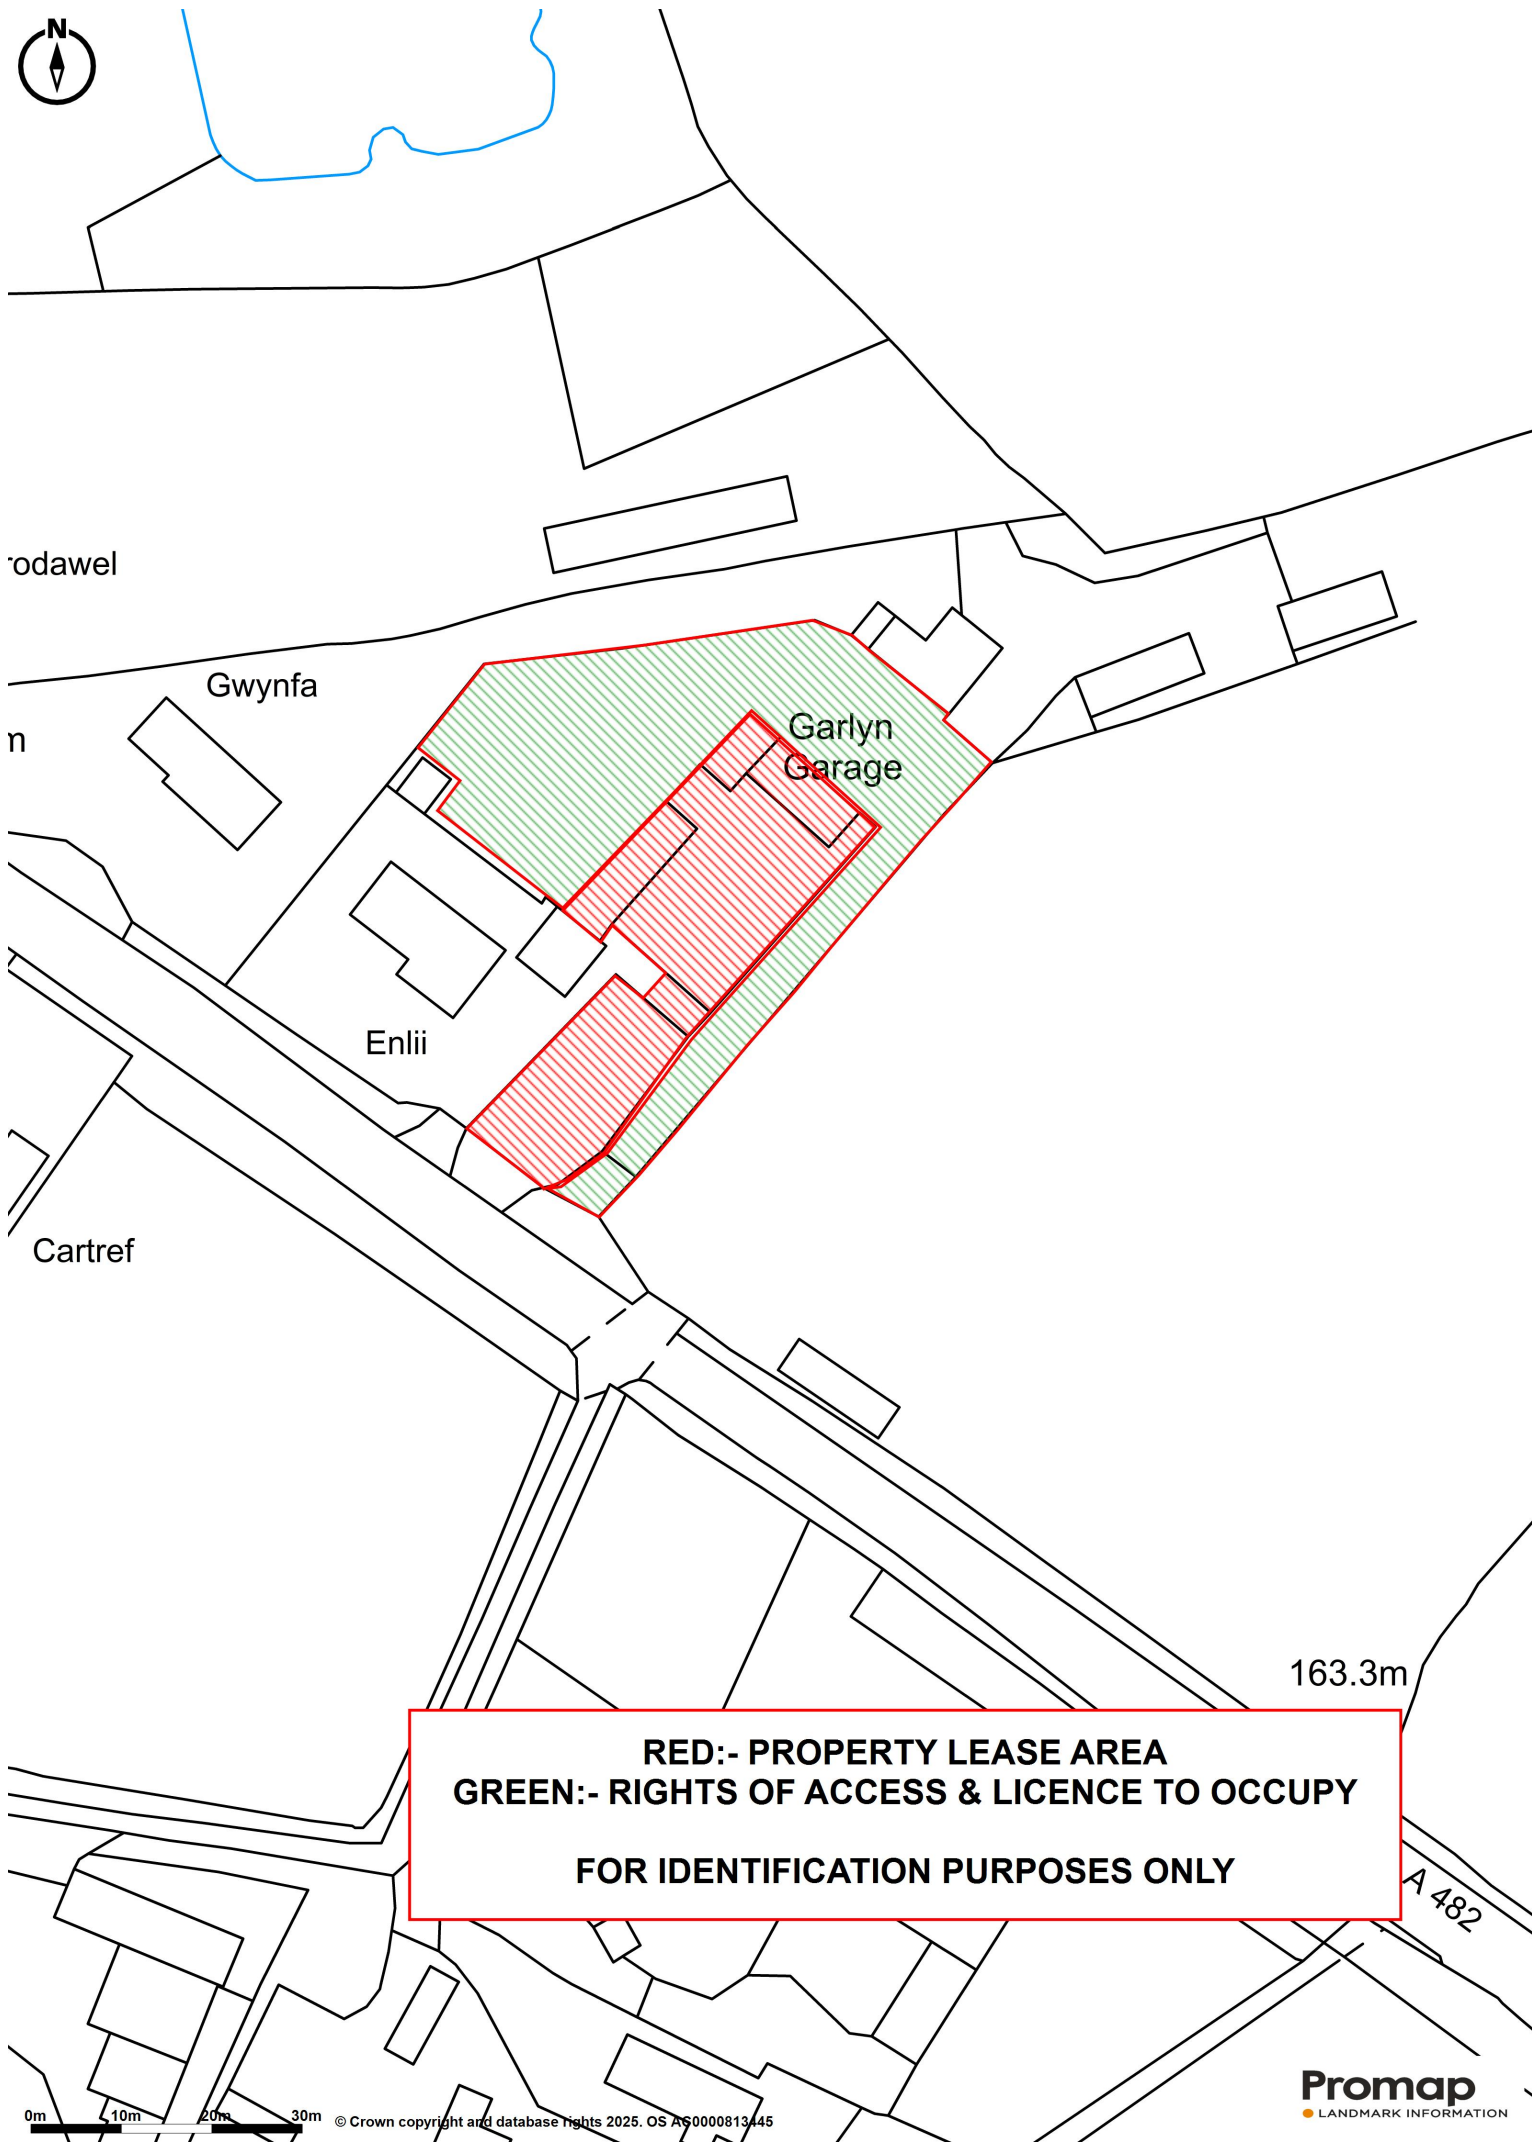 N
rodawel
Gwynfa
m
Garlyn
Garage
Enlii
Cartref
163.3m
RED:- PROPERTY LEASE AREA
GREEN:- RIGHTS OF ACCESS & LICENCE TO OCCUPY
FOR IDENTIFICATION PURPOSES ONLY
A 482
Promap
LANDMARK INFORMATION
0m 10m 20m 30m
© Crown copyright and database rights 2025. OS AC0000813445